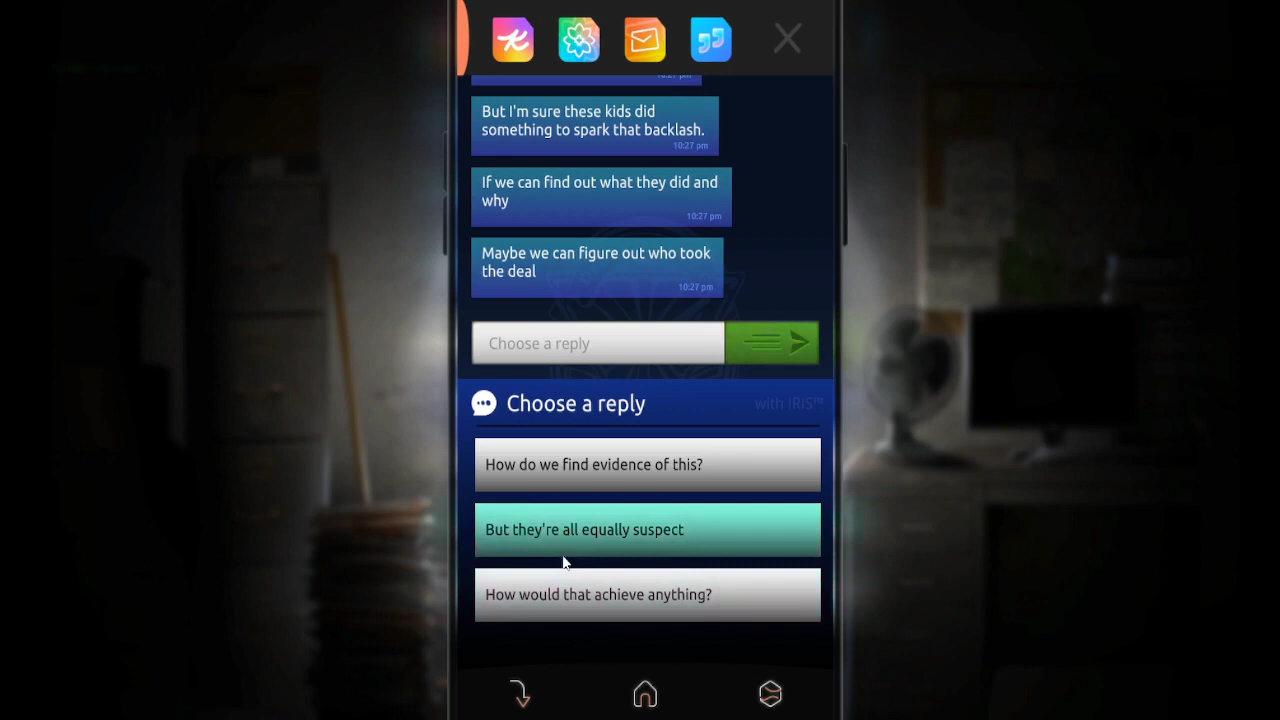 10:27 pm
But I'm sure these kids did
something to spark that backlash.
10:27 pm
If we can find out what they did and
why
10:27 pm
Maybe we can figure out who took
the deal
10:27 pm
Choose a reply
Choose a reply
with IRIS™
How do we find evidence of this?
But they're all equally suspect
How would that achieve anything?